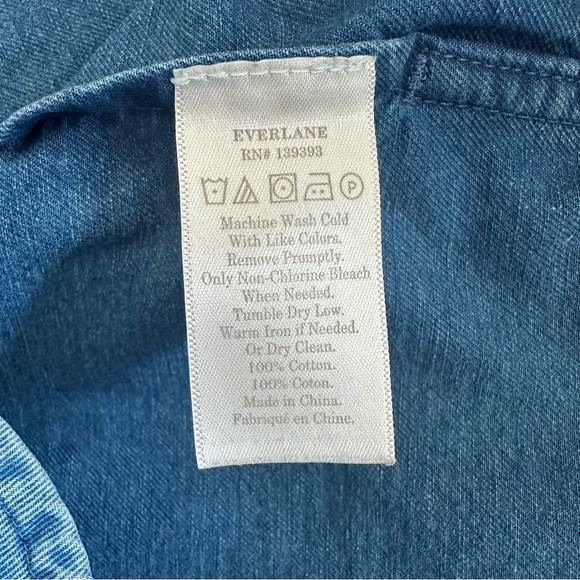 EVERLANE
RN# 139393
P
Machine Wash Cold
With Like Colors.
Remove Promptly.
Only Non-Chlorine Bleach
When Needed.
Tumble Dry Low.
Warm Iron if Needed.
Or Dry Clean.
100% Cotton.
100% Coton.
Made in China.
Fabriqué en Chine.